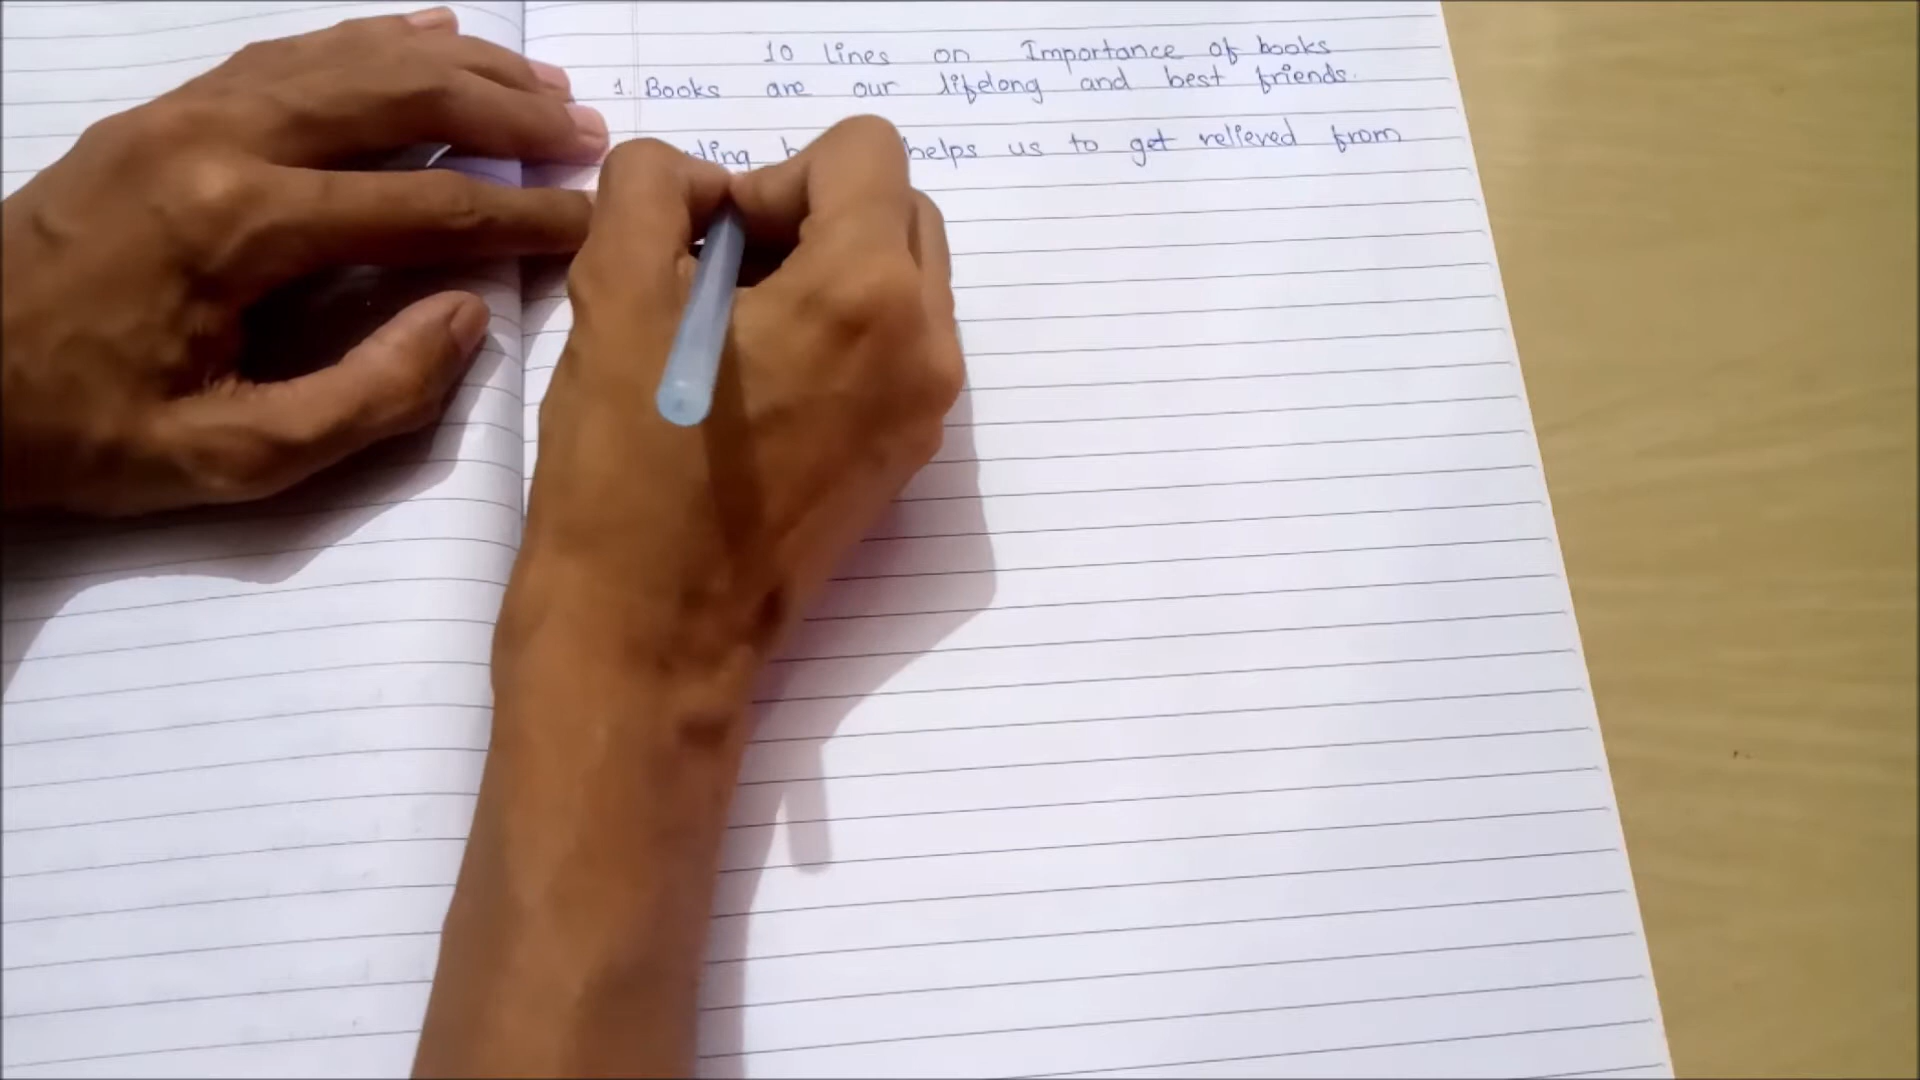 10 lines on Importance of books
1. Books are our lifelong and best friends.
helps us to get relieved from